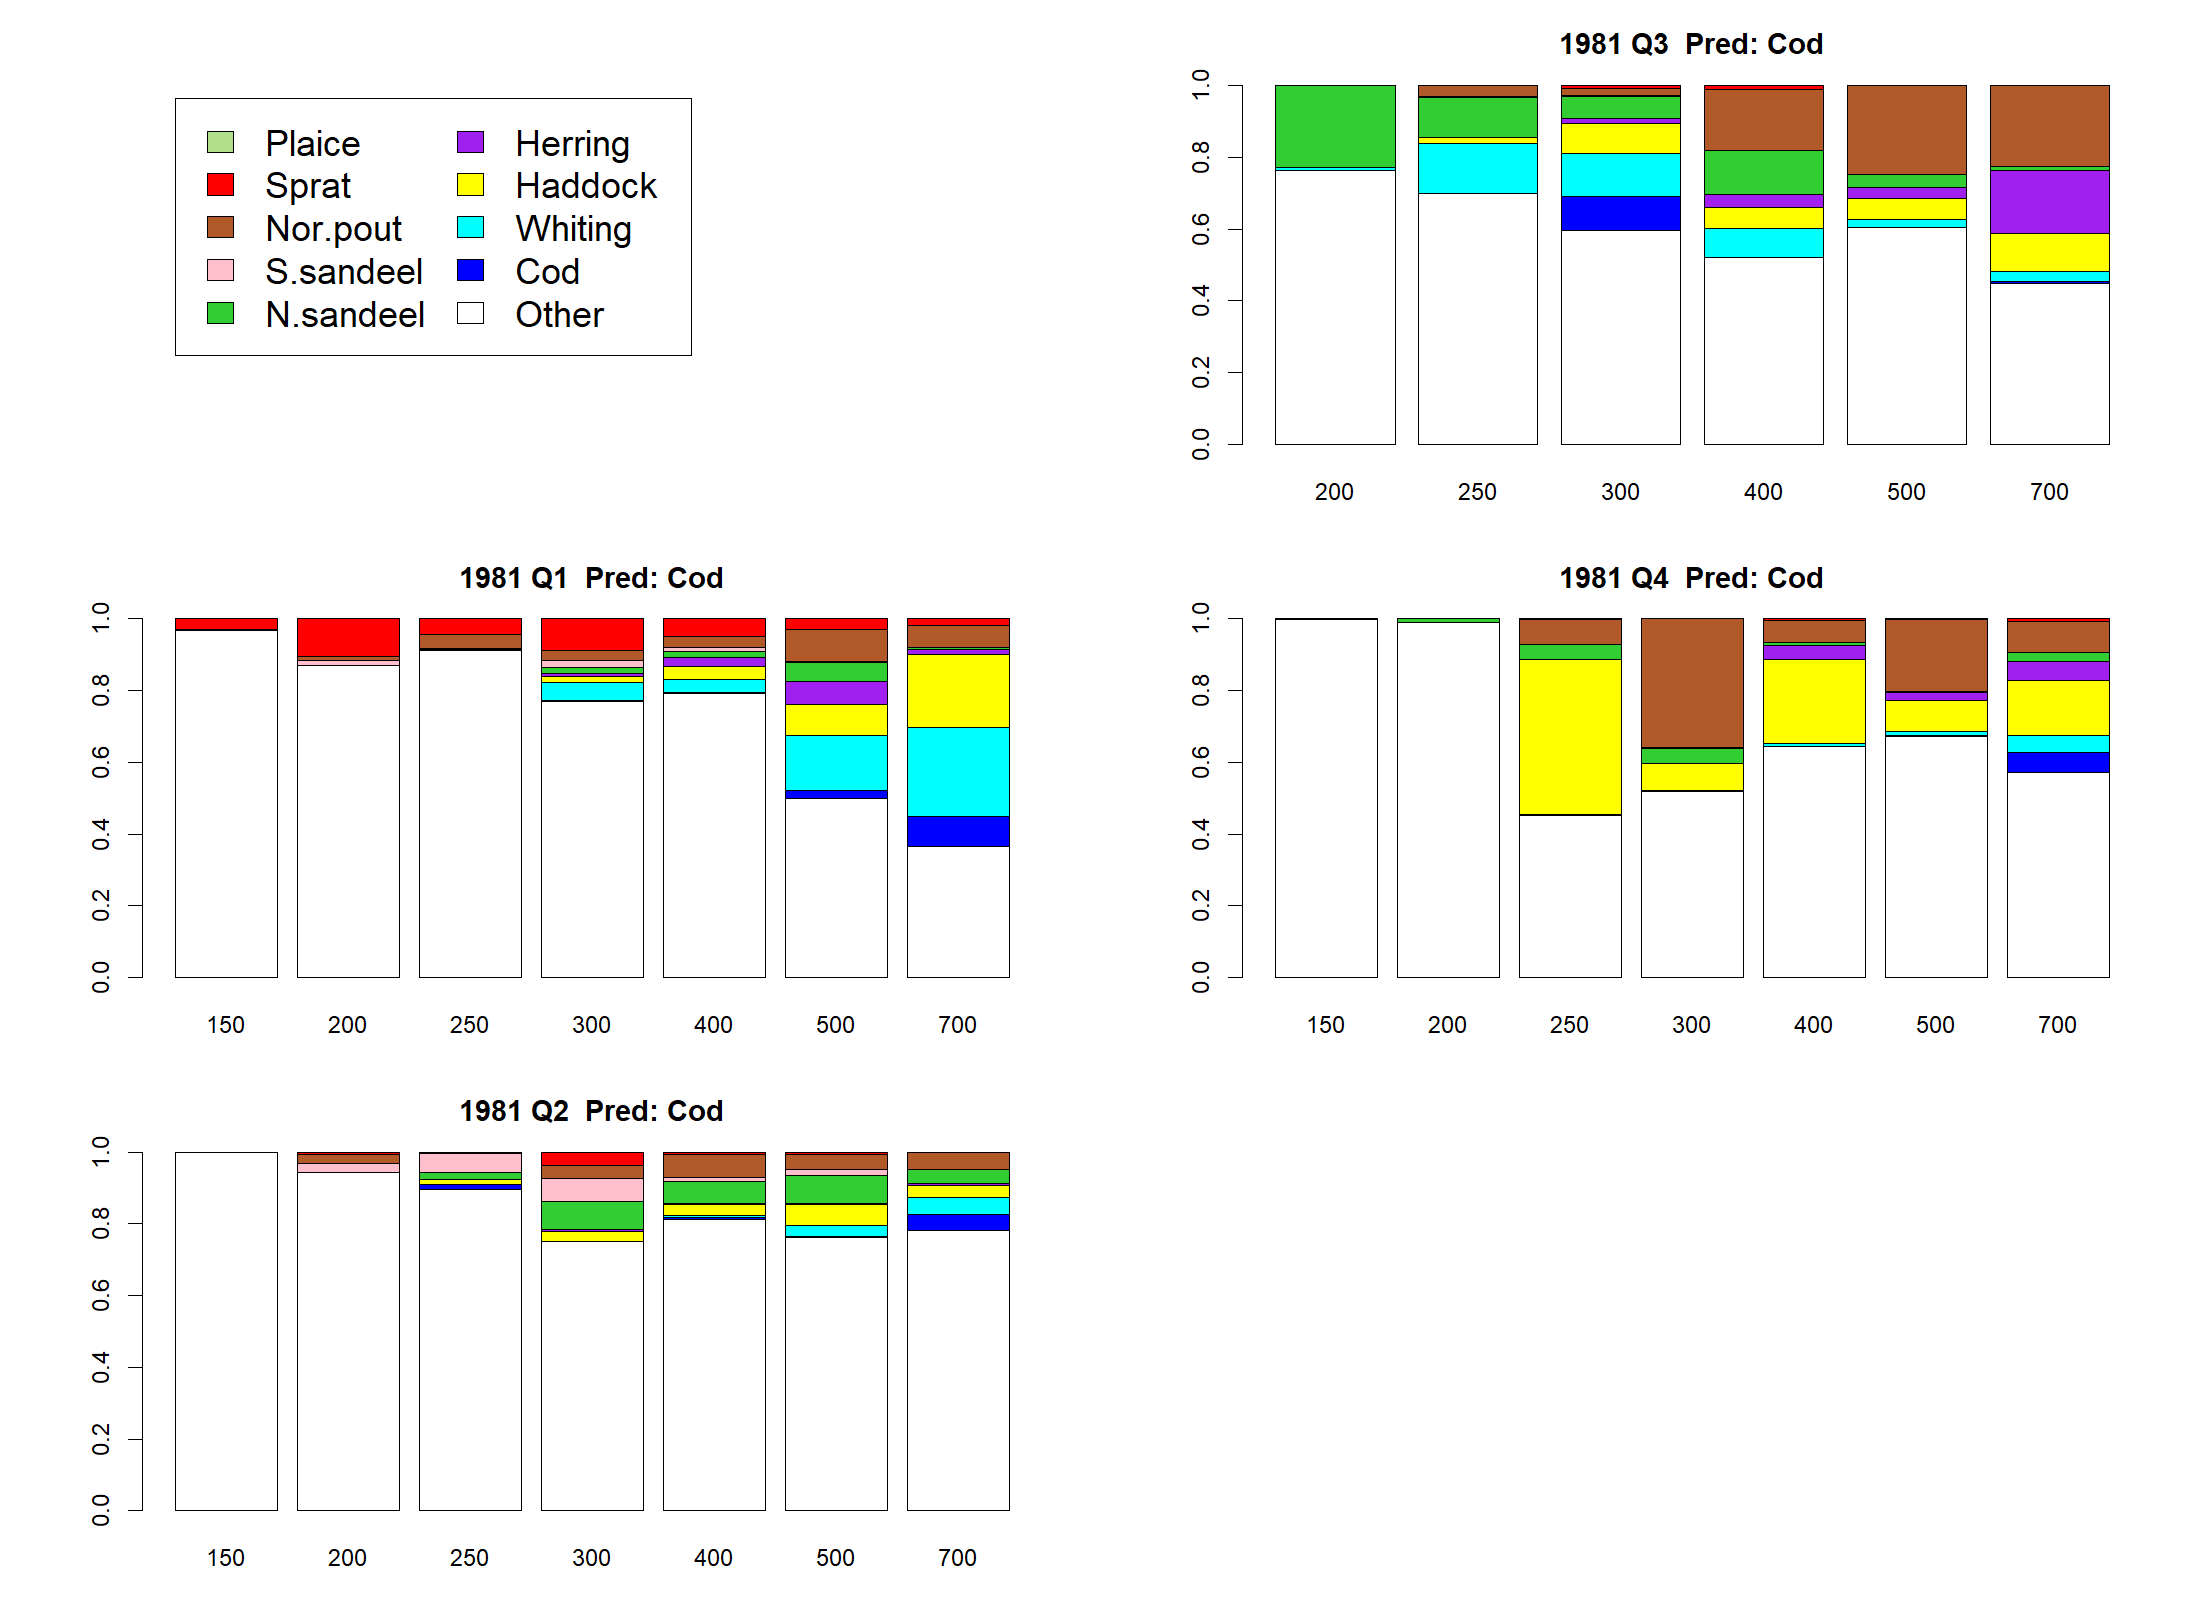 Plaice Herring
Sprat Haddock
Nor.pout Whiting
S.sandeel Cod
N.sandeel Other
1981 Q3 Pred: Cod
1.0
0.8
0.6
0.4
0.2
0.0
200 250 300 400 500 700
1981 Q1 Pred: Cod
1.0
0.8
0.6
0.4
0.2
0.0
150 200 250 300 400 500 700
1981 Q4 Pred: Cod
1.0
0.8
0.6
0.4
0.2
0.0
150 200 250 300 400 500 700
1981 Q2 Pred: Cod
1.0
0.8
0.6
0.4
0.2
0.0
150 200 250 300 400 500 700